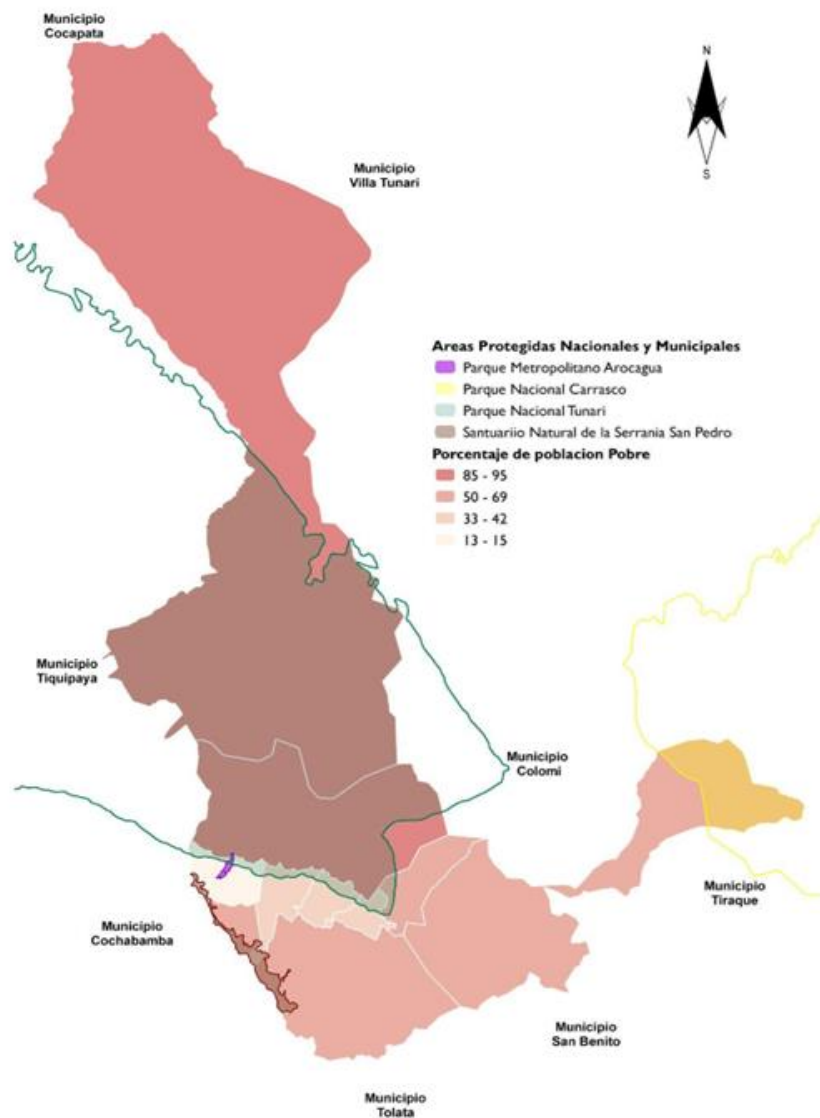 Municipio
Cocapata
N
S
Municipio
Villa Tunari
Areas Protegidas Nacionales y Municipales
Parque Metropolitano Arocagua
Parque Nacional Carrasco
Parque Nacional Tunari
Santuariio Natural de la Serrania San Pedro
Porcentaje de poblacion Pobre
85 - 95
50 - 69
33 - 42
13 - 15
Municipio
Tiquipaya
Municipio
Colomi
Municipio
Tiraque
Municipio
Cochabamba
Municipio
San Benito
Municipio
Tolata